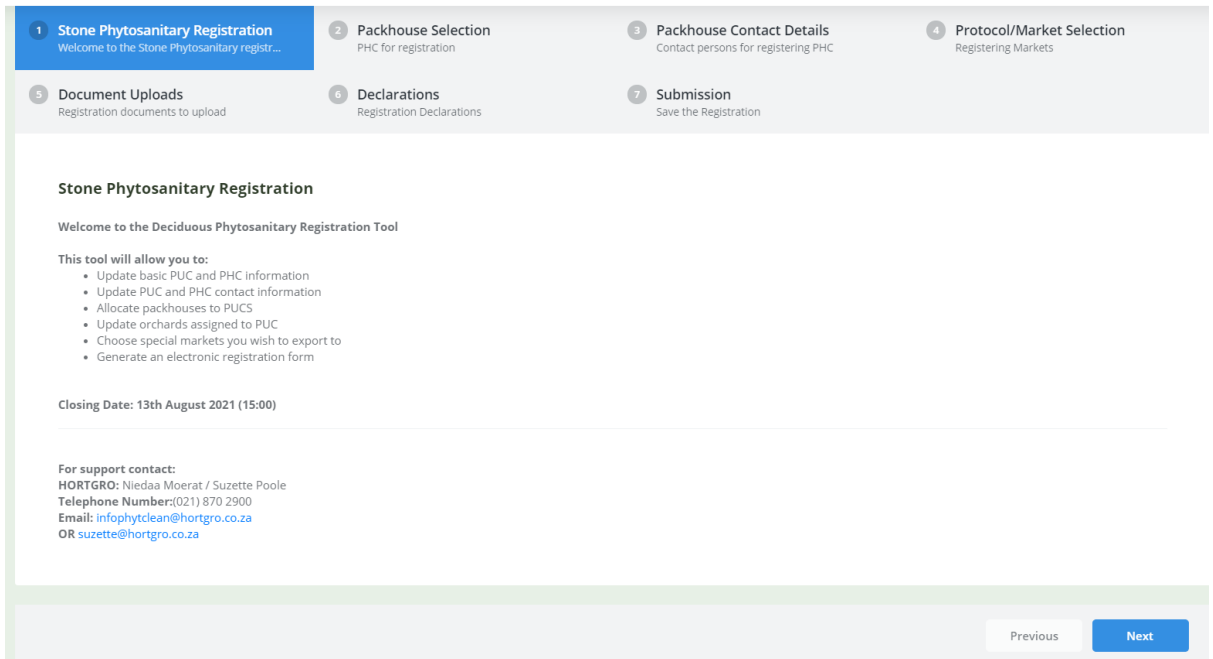 1 Stone Phytosanitary Registration
Welcome to the Stone Phytosanitary registr...
2 Packhouse Selection
PHC for registration
3 Packhouse Contact Details
Contact persons for registering PHC
4 Protocol/Market Selection
Registering Markets
5 Document Uploads
Registration documents to upload
6 Declarations
Registration Declarations
7 Submission
Save the Registration
Stone Phytosanitary Registration
Welcome to the Deciduous Phytosanitary Registration Tool
This tool will allow you to:
• Update basic PUC and PHC information
• Update PUC and PHC contact information
• Allocate packhouses to PUCS
• Update orchards assigned to PUC
• Choose special markets you wish to export to
• Generate an electronic registration form
Closing Date: 13th August 2021 (15:00)
For support contact:
HORTGRO: Niedaa Moerat / Suzette Poole
Telephone Number:(021) 870 2900
Email: infophytclean@hortgro.co.za
OR suzette@hortgro.co.za
Previous
Next